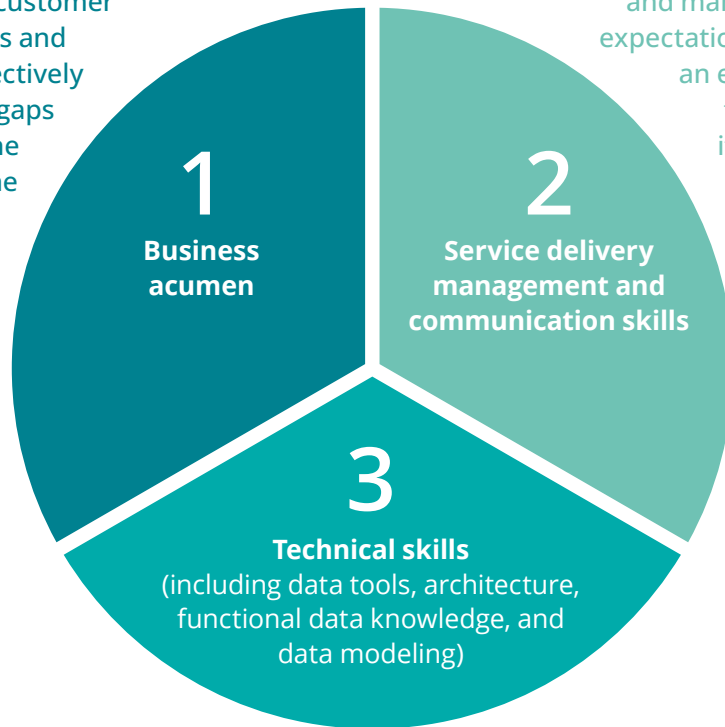 customer
s and
ectively
gaps
ne
ne
and ma
expectatio
an e
i
1
Business
acumen
2
Service delivery
management and
communication skills
3
Technical skills
(including data tools, architecture,
functional data knowledge, and
data modeling)